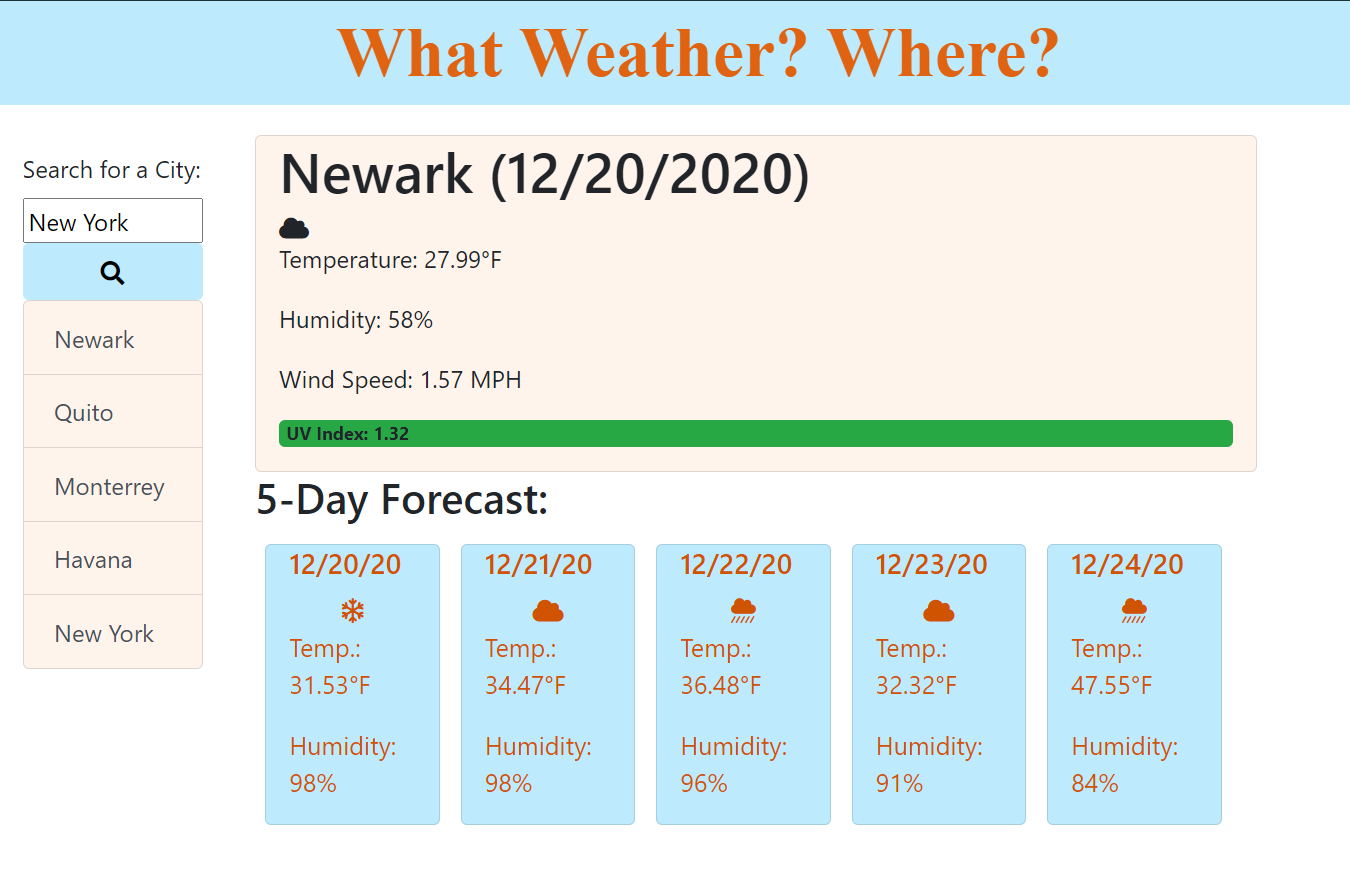 What Weather? Where?
Search for a City:
New York
Newark
Quito
Monterrey
Havana
New York
Newark (12/20/2020)
Temperature: 27.99°F
Humidity: 58%
Wind Speed: 1.57 MPH
UV Index: 1.32
5-Day Forecast:
12/20/20
Temp.:
31.53°F
Humidity:
98%
12/21/20
Temp.:
34.47°F
Humidity:
98%
12/22/20
Temp.:
36.48°F
Humidity:
96%
12/23/20
Temp.:
32.32°F
Humidity:
91%
12/24/20
Temp.:
47.55°F
Humidity:
84%